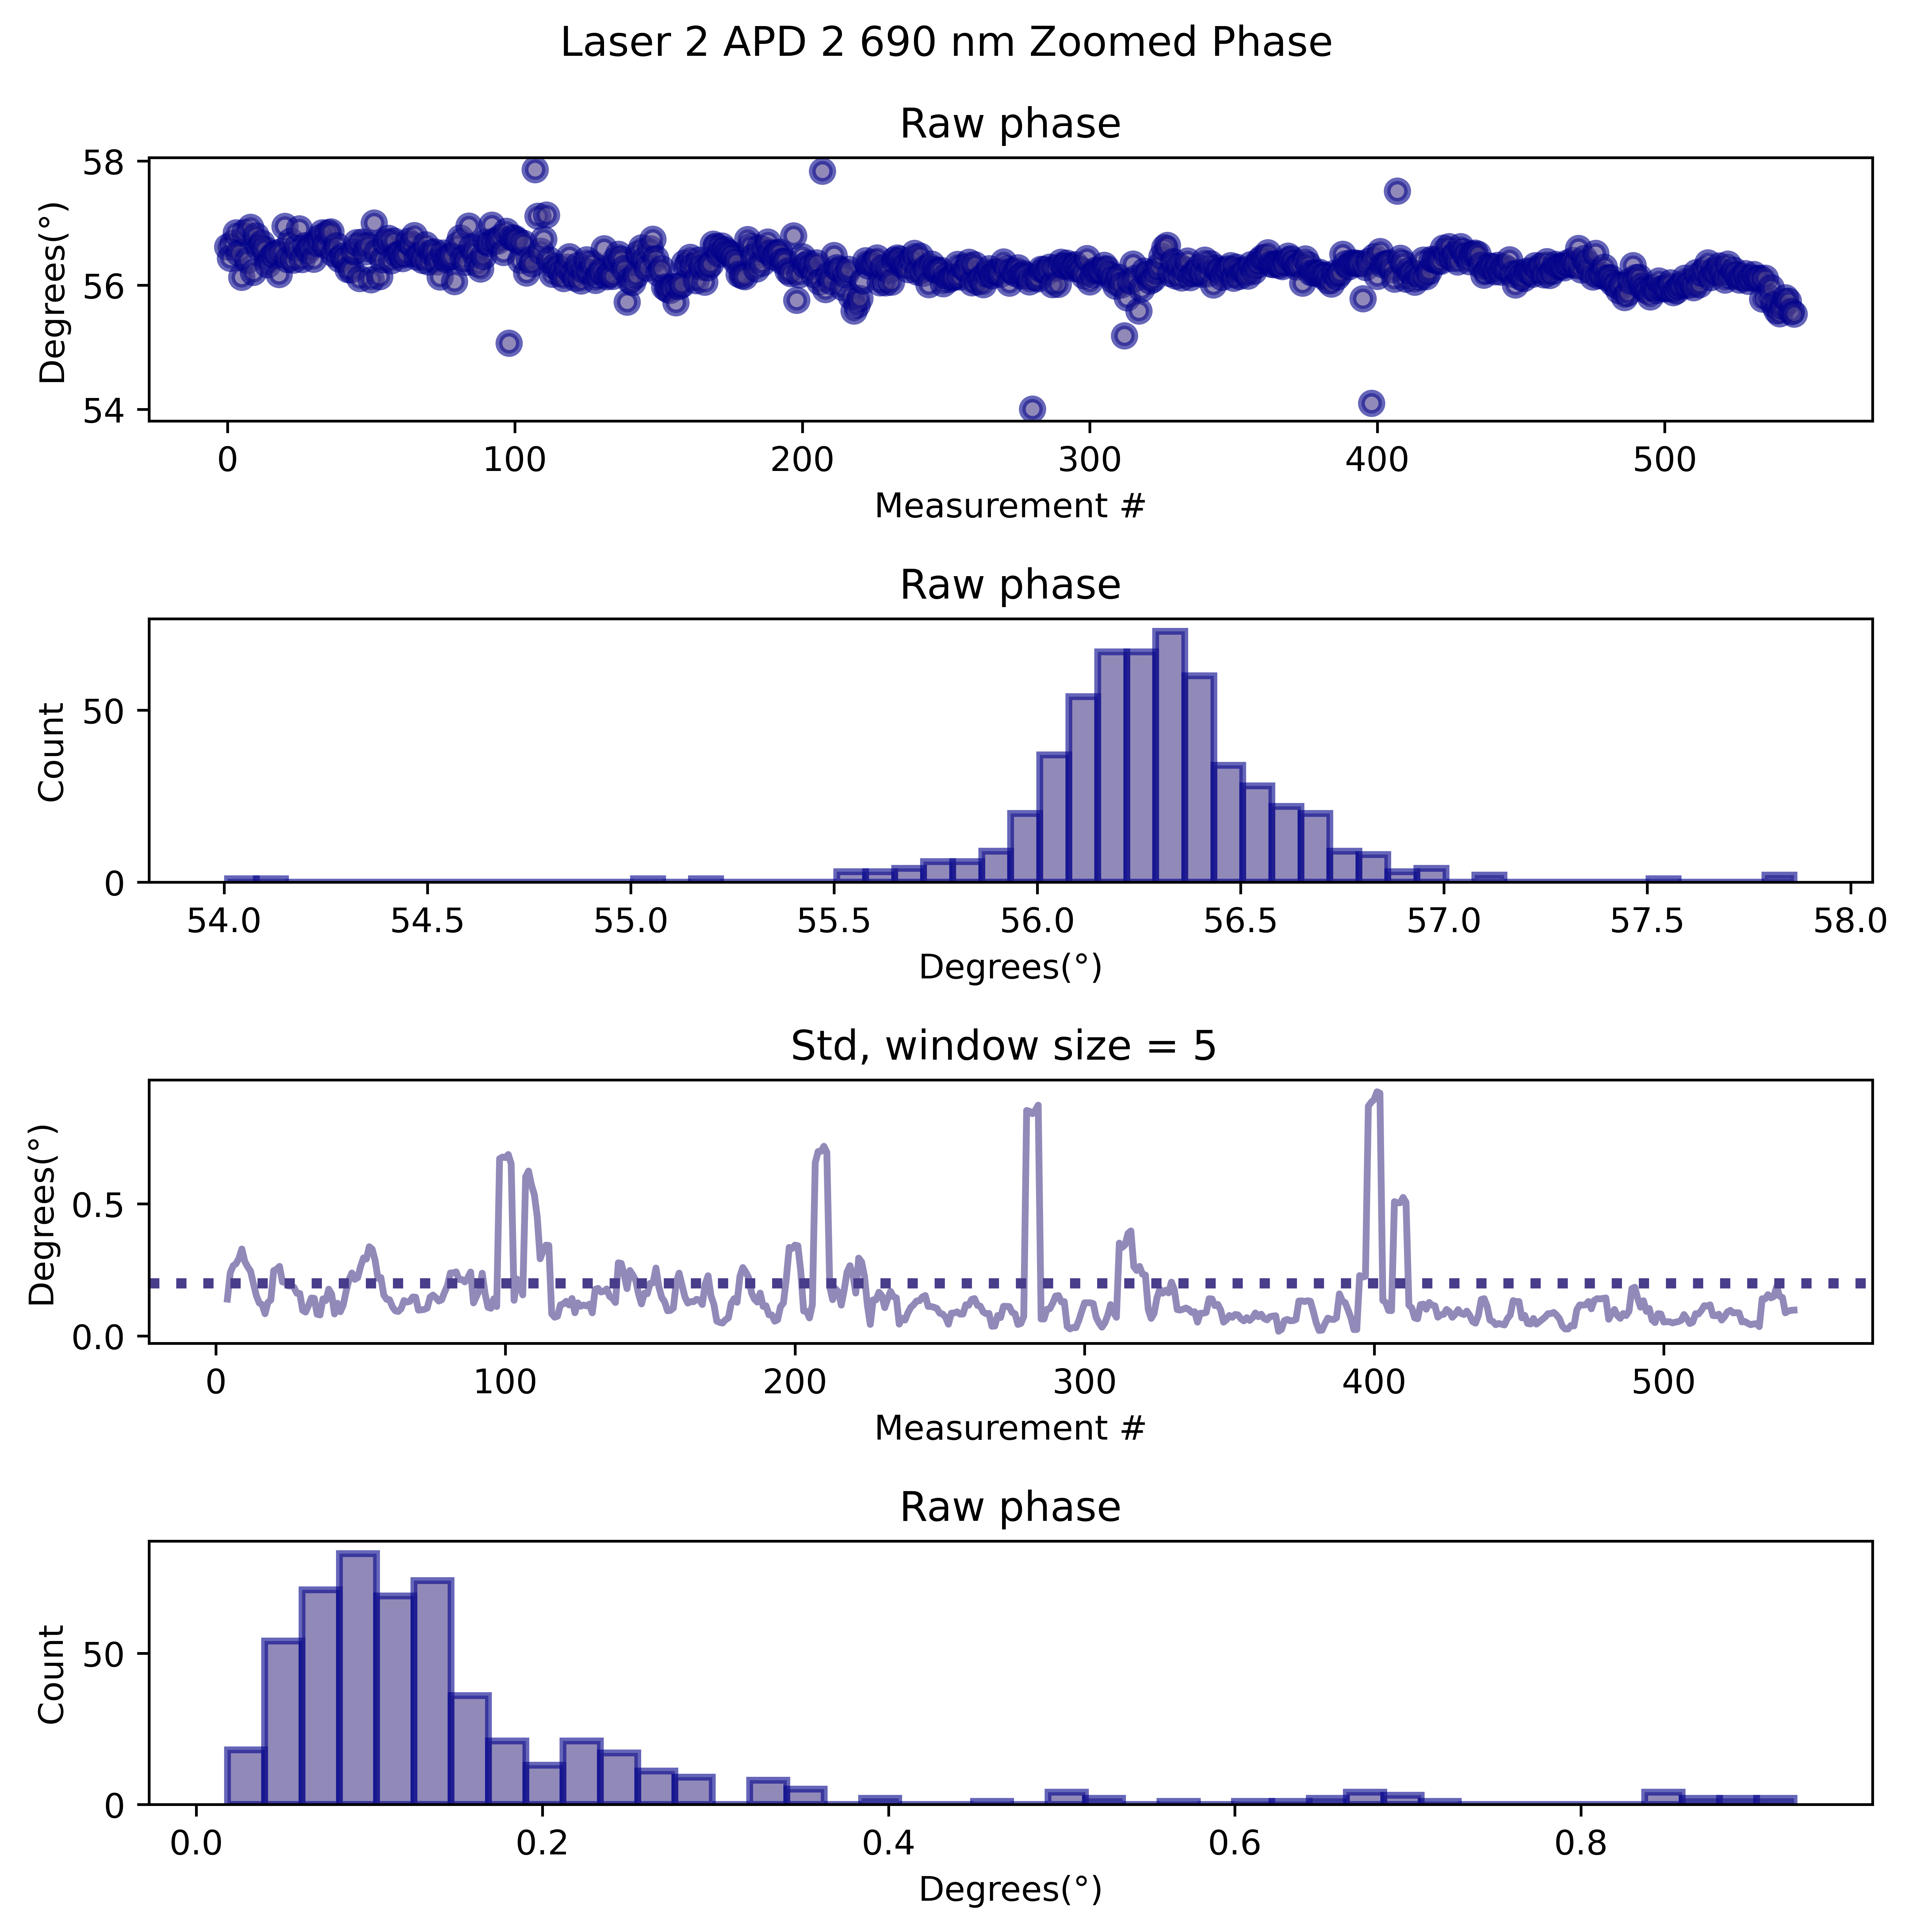 Laser 2 APD 2 690 nm Zoomed Phase
Raw phase
Degrees(°)
58
56
54
0 100 200 300 400 500
Measurement #
Raw phase
Count
50
0
54.0 54.5 55.0 55.5 56.0 56.5 57.0 57.5 58.0
Degrees(°)
Std, window size = 5
Degrees(°)
0.5
0.0
0 100 200 300 400 500
Measurement #
Raw phase
Count
50
0
0.0 0.2 0.4 0.6 0.8
Degrees(°)